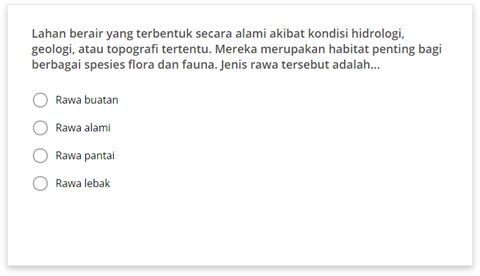 Lahan berair yang terbentuk secara alami akibat kondisi hidrologi,
geologi, atau topografi tertentu. Mereka merupakan habitat penting bagi
berbagai spesies flora dan fauna. Jenis rawa tersebut adalah...
Rawa buatan
Rawa alami
Rawa pantai
Rawa lebak